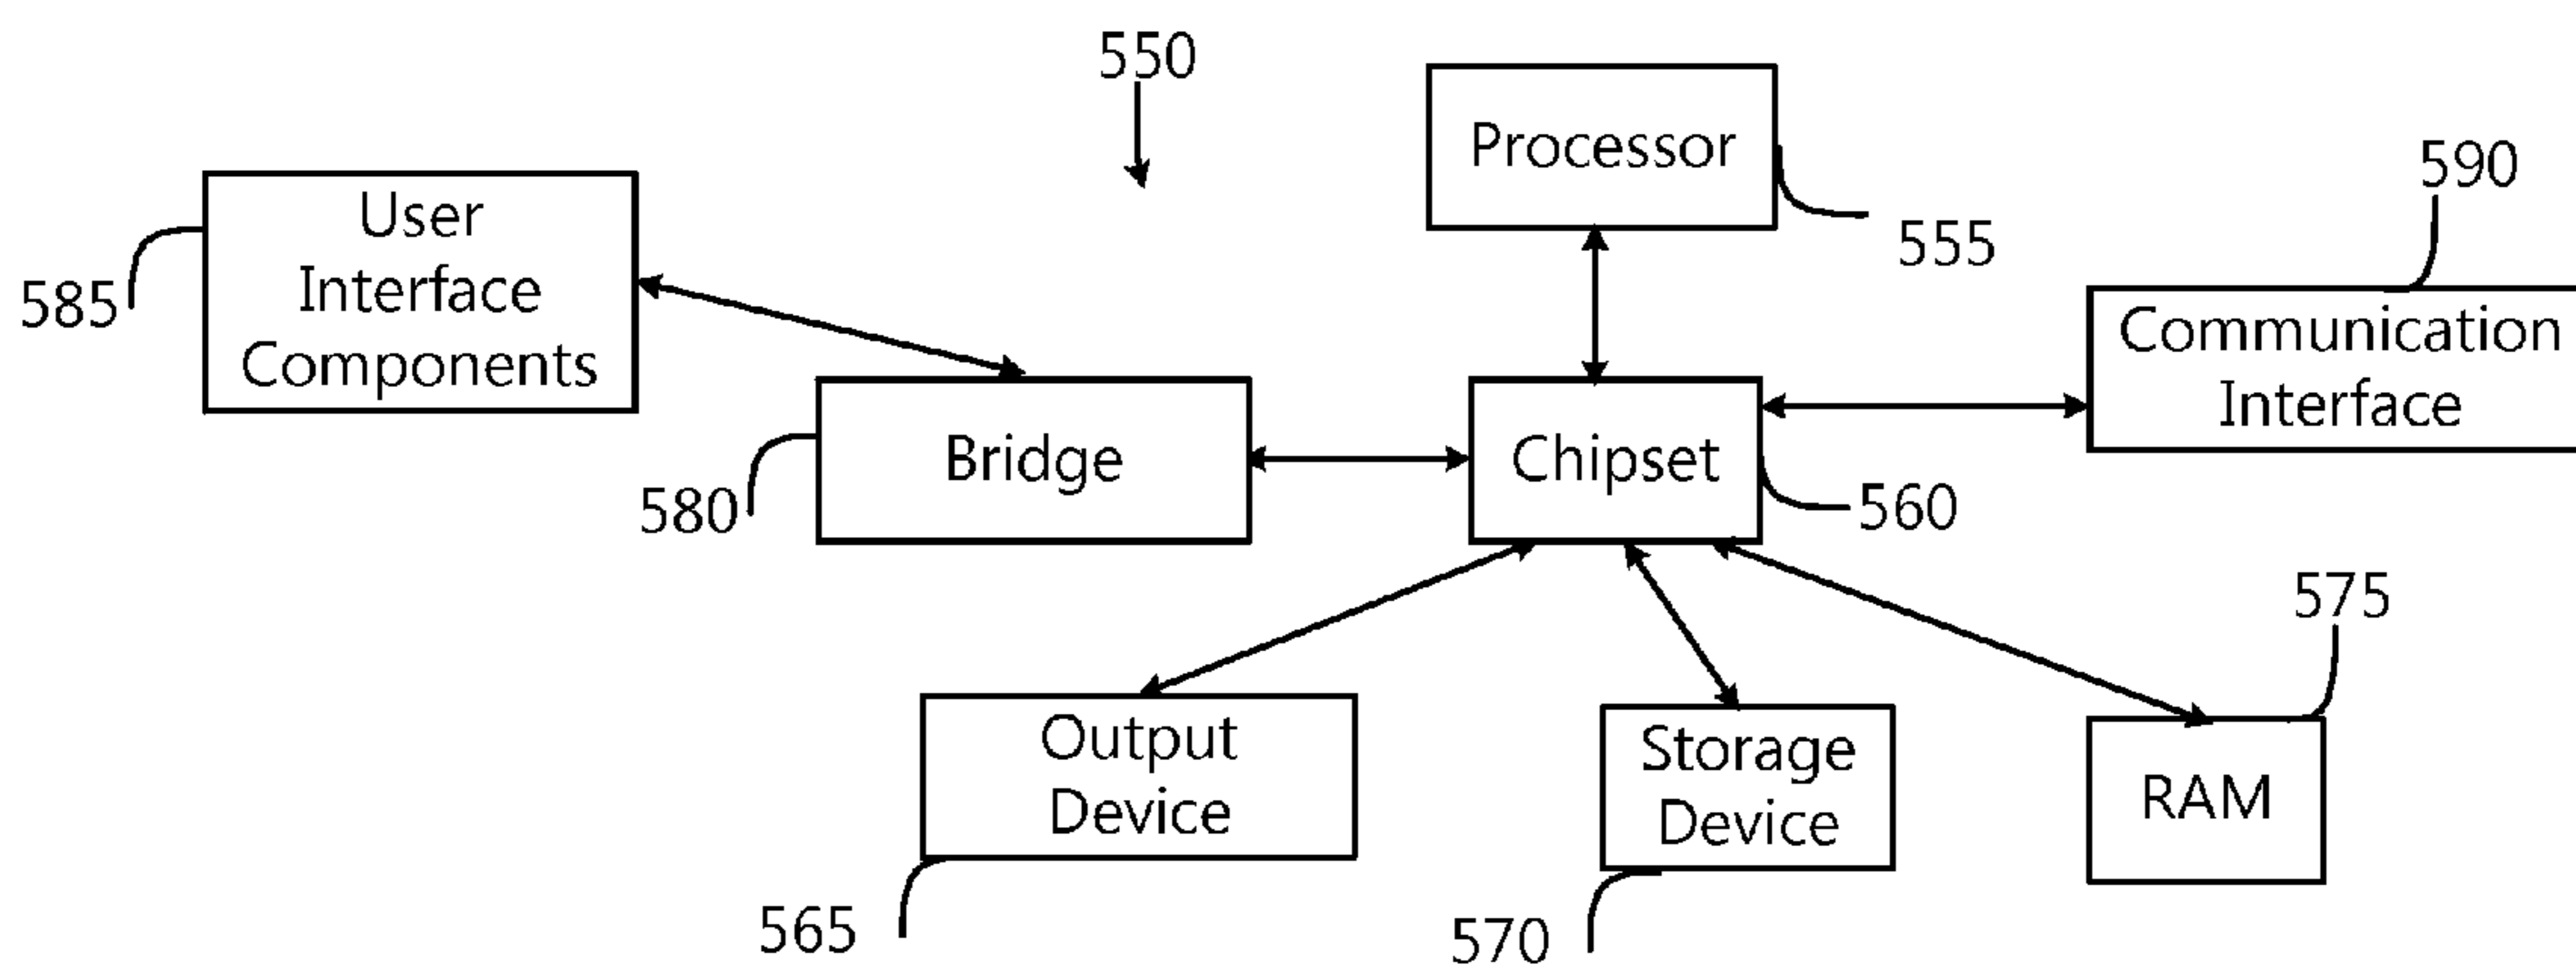 550
Processor
590
User
Interface
Components
555
585
Communication
Interface
Bridge
Chipset
580
560
575
Output
Device
Storage
Device
RAM
565
570